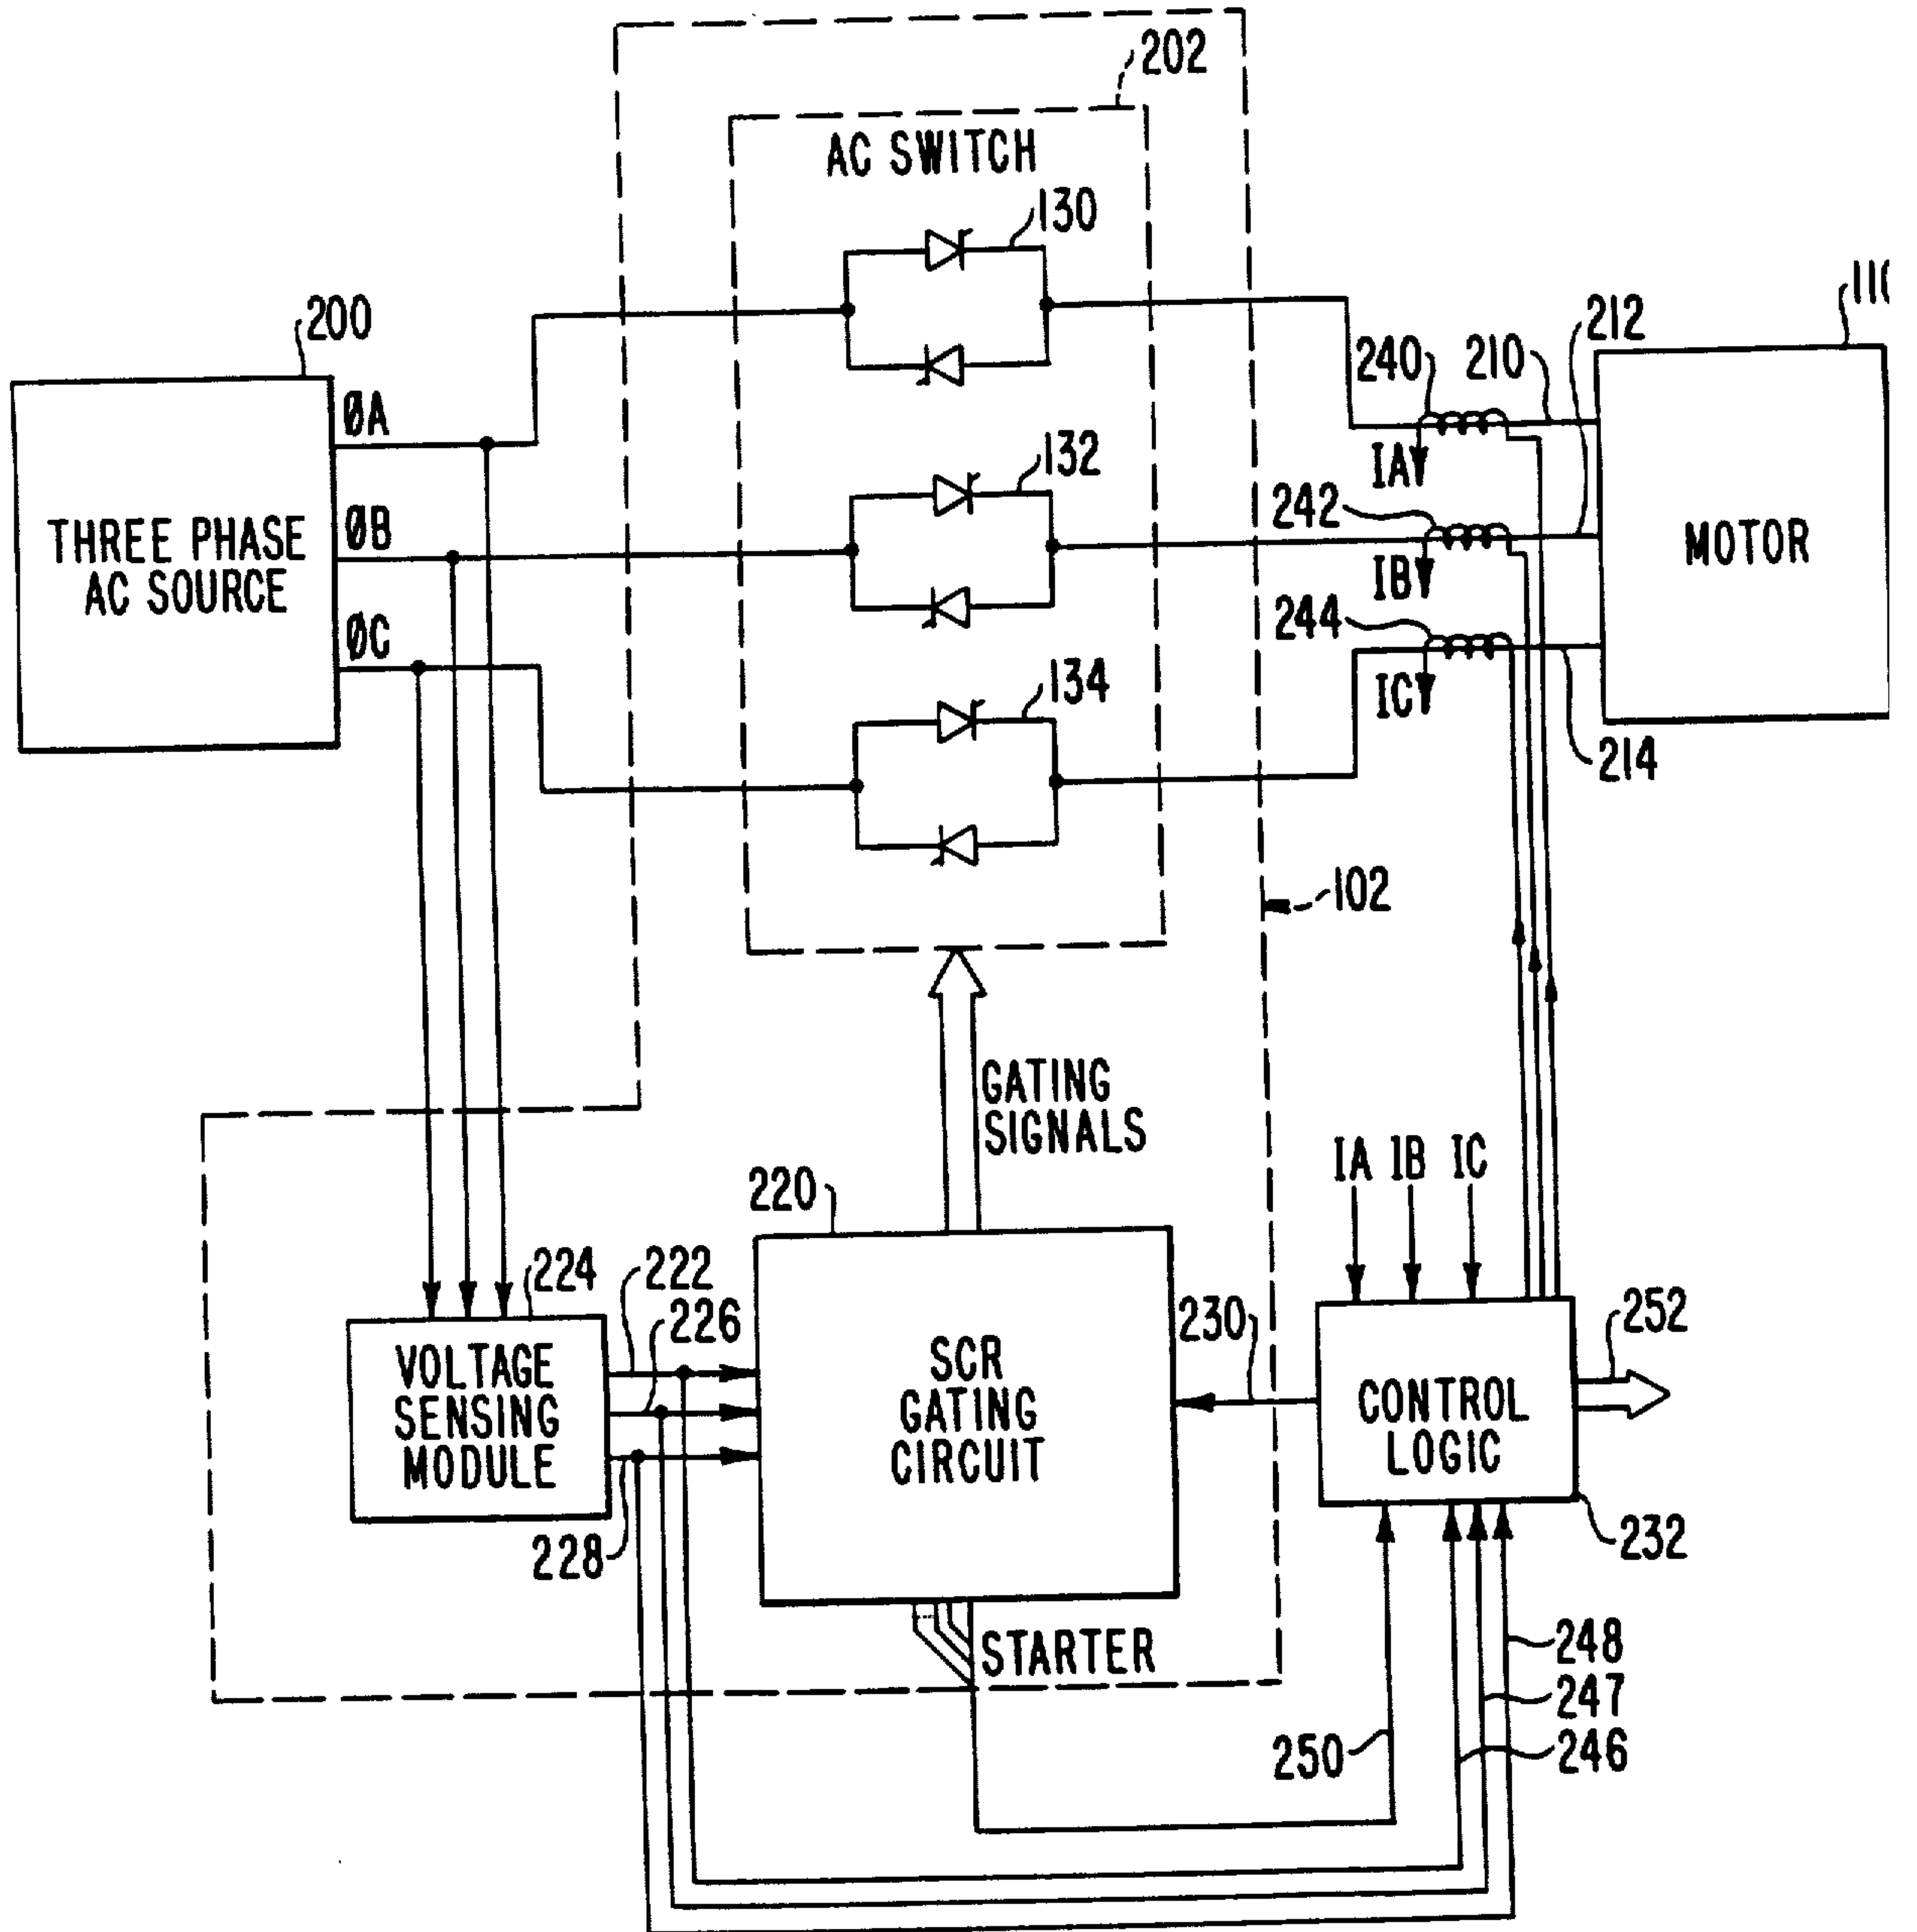 202
AC SWITCH
130
200
212
240
210
ØA
132
IA
242
THREE PHASE
AC SOURCE
ØB
MOTOR
IB
244
ØC
134
IC
214
102
GATING
SIGNALS
IA IB IC
220
224
222
226
230
252
VOLTAGE
SENSING
MODULE
SCR
GATING
CIRCUIT
CONTROL
LOGIC
228
232
STARTER
248
247
250
246